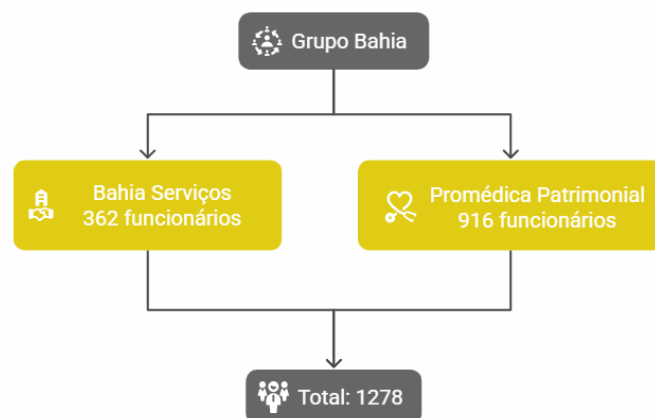 Grupo Bahia
Bahia Serviços
362 funcionários
Promédica Patrimonial
916 funcionários
Total: 1278